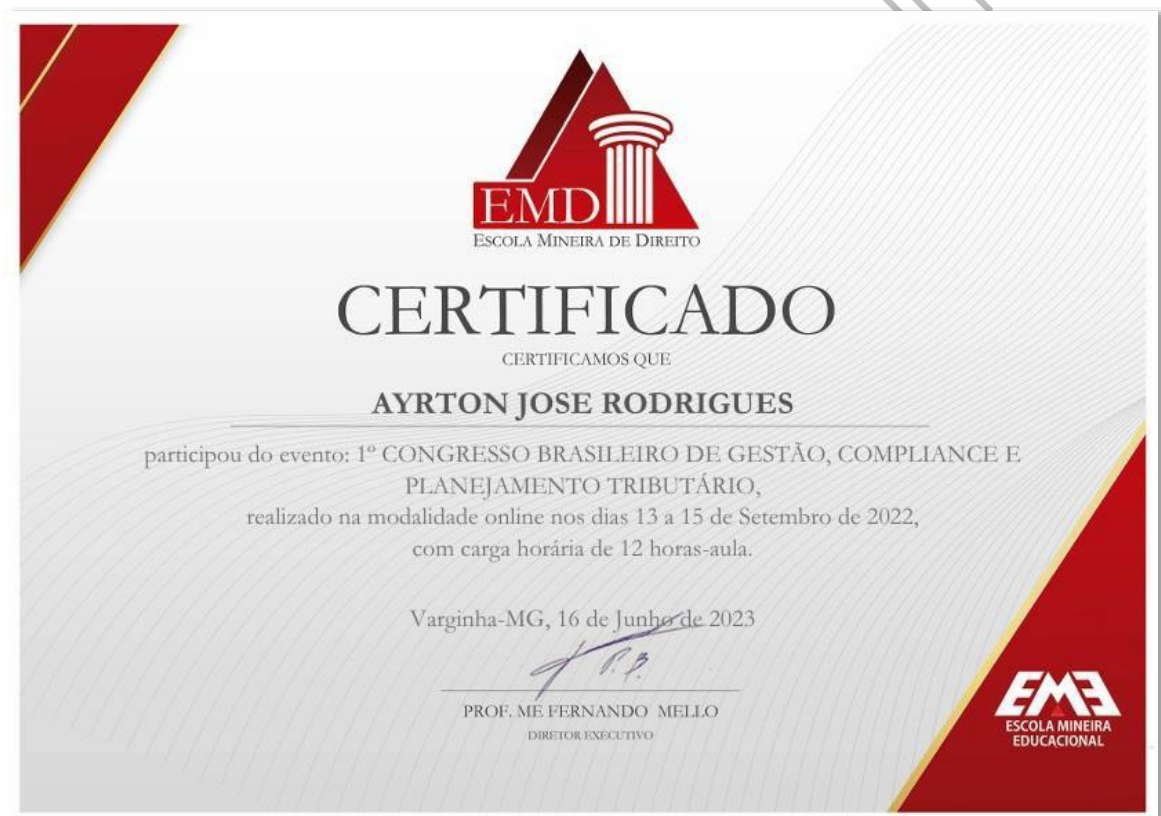 EMD
ESCOLA MINEIRA DE DIREITO
CERTIFICADO
CERTIFICAMOS QUE
AYRTON JOSE RODRIGUES
participou do evento: 1º CONGRESSO BRASILEIRO DE GESTÃO, COMPLIANCE E
PLANEJAMENTO TRIBUTÁRIO,
realizado na modalidade online nos dias 13 a 15 de Setembro de 2022,
com carga horária de 12 horas-aula.
Varginha-MG, 16 de Junho de 2023
PROF. ME FERNANDO MELLO
DIRETOR EXECUTIVO
EME
ESCOLA MINEIRA
EDUCACIONAL